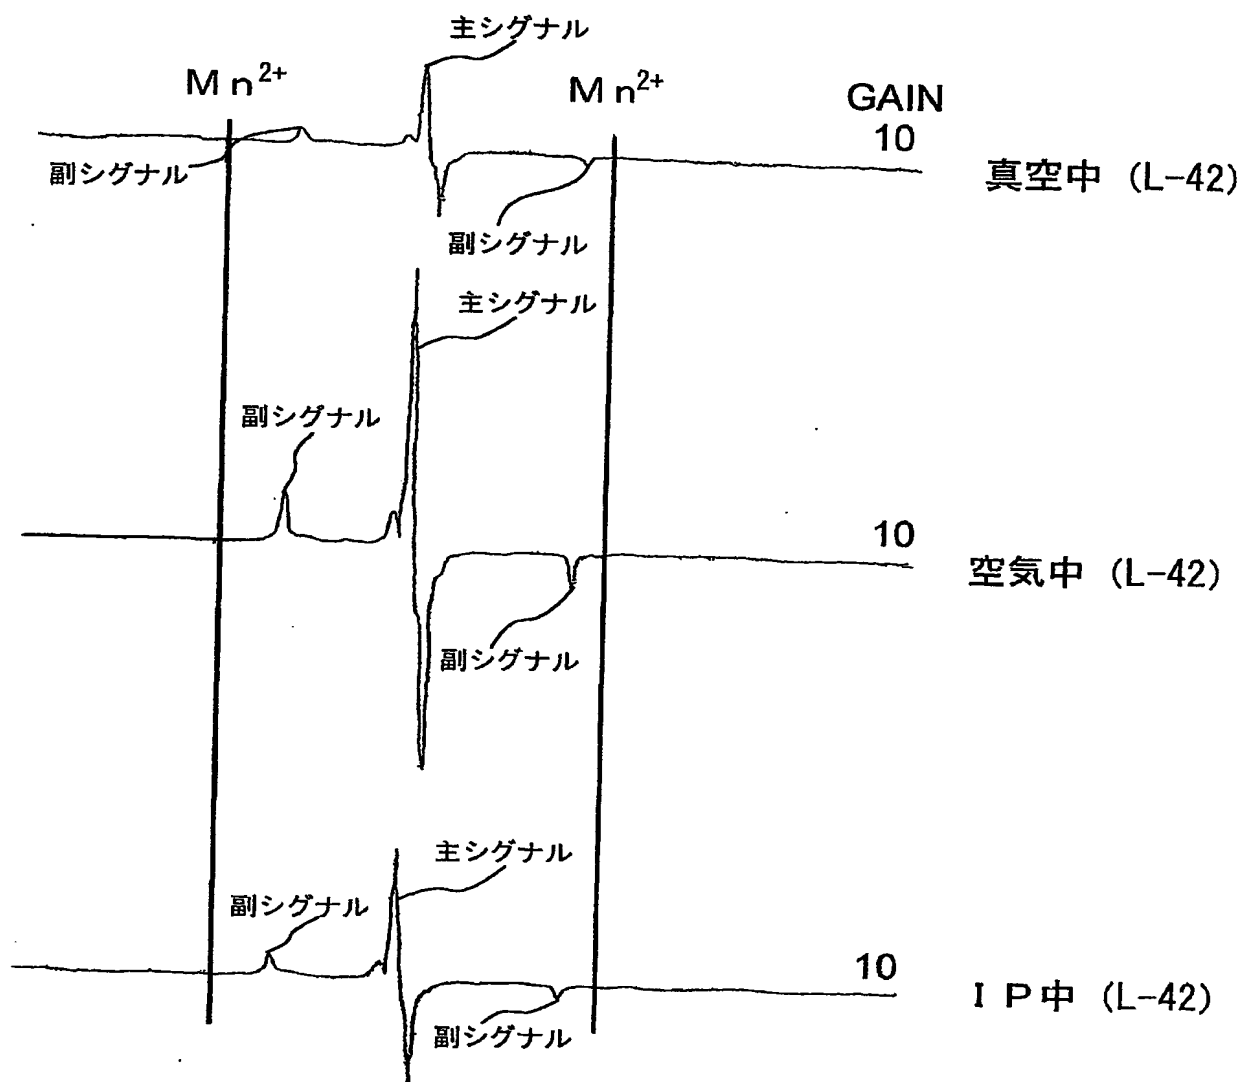 主シグナル
Mn²⁺
Mn²⁺
GAIN
10
副シグナル
真空中 (L-42)
副シグナル
主シグナル
副シグナル
10
空気中 (L-42)
副シグナル
主シグナル
副シグナル
10
ＩＰ中 (L-42)
副シグナル